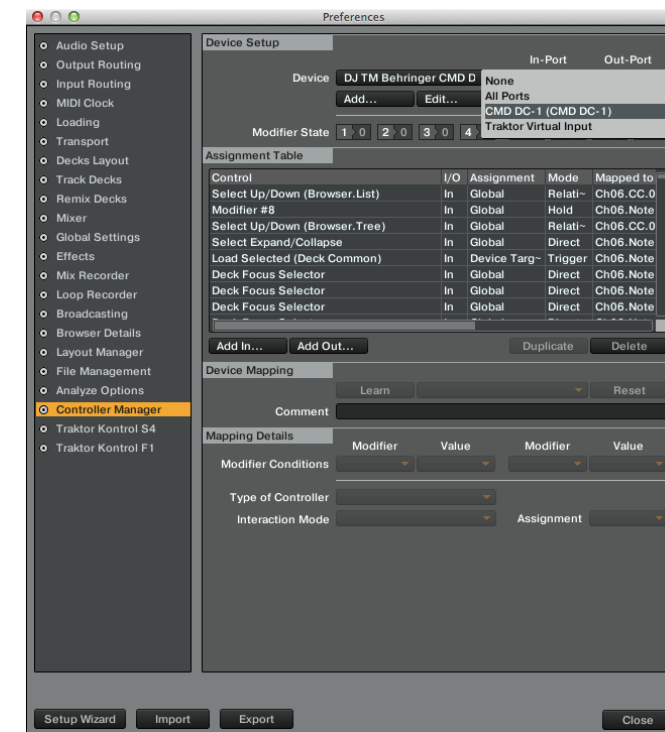 Preferences
Audio Setup
Output Routing
Input Routing
MIDI Clock
Loading
Transport
Decks Layout
Track Decks
Remix Decks
Mixer
Global Settings
Effects
Mix Recorder
Loop Recorder
Broadcasting
Browser Details
Layout Manager
File Management
Analyze Options
Controller Manager
Traktor Kontrol S4
Traktor Kontrol F1
Device Setup
In-Port Out-Port
Device DJ TM Behringer CMD D
None
All Ports
CMD DC-1 (CMD DC-1)
Traktor Virtual Input
Add... Edit...
Modifier State 1 0 2 0 3 0 4
Assignment Table
Control I/O Assignment Mode Mapped to
Select Up/Down (Browser.List) In Global Relati~ Ch06.CC.0
Modifier #8 In Global Hold Ch06.Note
Select Up/Down (Browser.Tree) In Global Relati~ Ch06.CC.0
Select Expand/Collapse In Global Direct Ch06.Note
Load Selected (Deck Common) In Device Targ~ Trigger Ch06.Note
Deck Focus Selector In Global Direct Ch06.Note
Deck Focus Selector In Global Direct Ch06.Note
Deck Focus Selector In Global Direct Ch06.Note
Add In... Add Out... Duplicate Delete
Device Mapping
Learn Reset
Comment
Mapping Details
Modifier Value Modifier Value
Modifier Conditions
Type of Controller
Interaction Mode Assignment
Setup Wizard Import Export Close